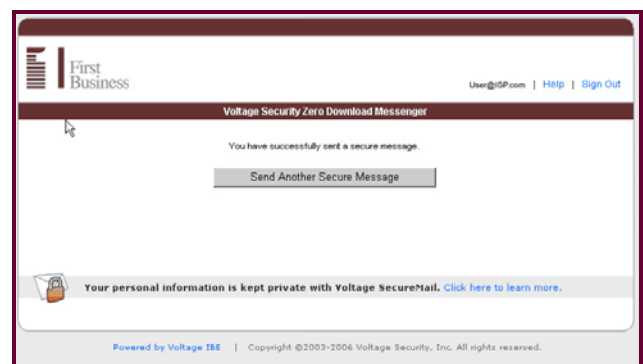 First
Business
User@ISP.com | Help | Sign Out
Voltage Security Zero Download Messenger
You have successfully sent a secure message.
Send Another Secure Message
Your personal information is kept private with Voltage SecureMail. Click here to learn more.
Powered by Voltage IBE | Copyright ©2003-2006 Voltage Security, Inc. All rights reserved.